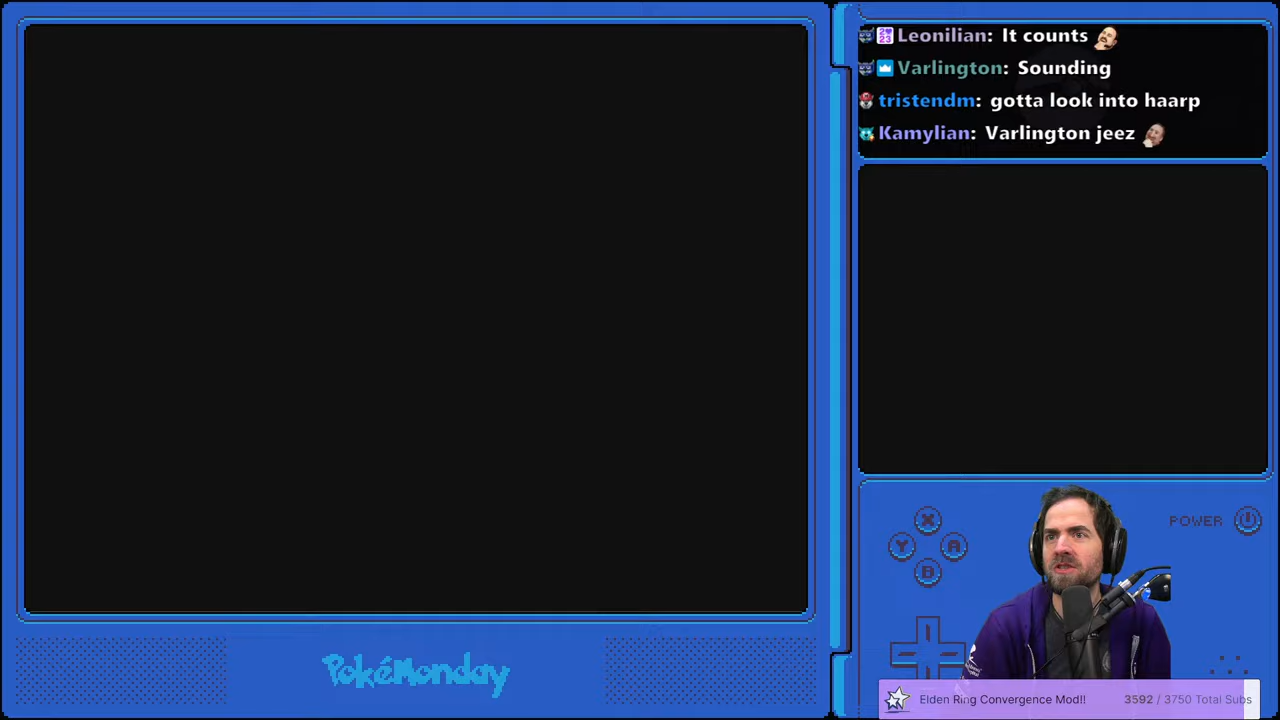 Leonilian: It counts
Varlington: Sounding
tristendm: gotta look into haarp
Kamylian: Varlington jeez
X
Y
A
B
POWER
PokéMonday
Elden Ring Convergence Mod!! 3592 / 3750 Total Subs